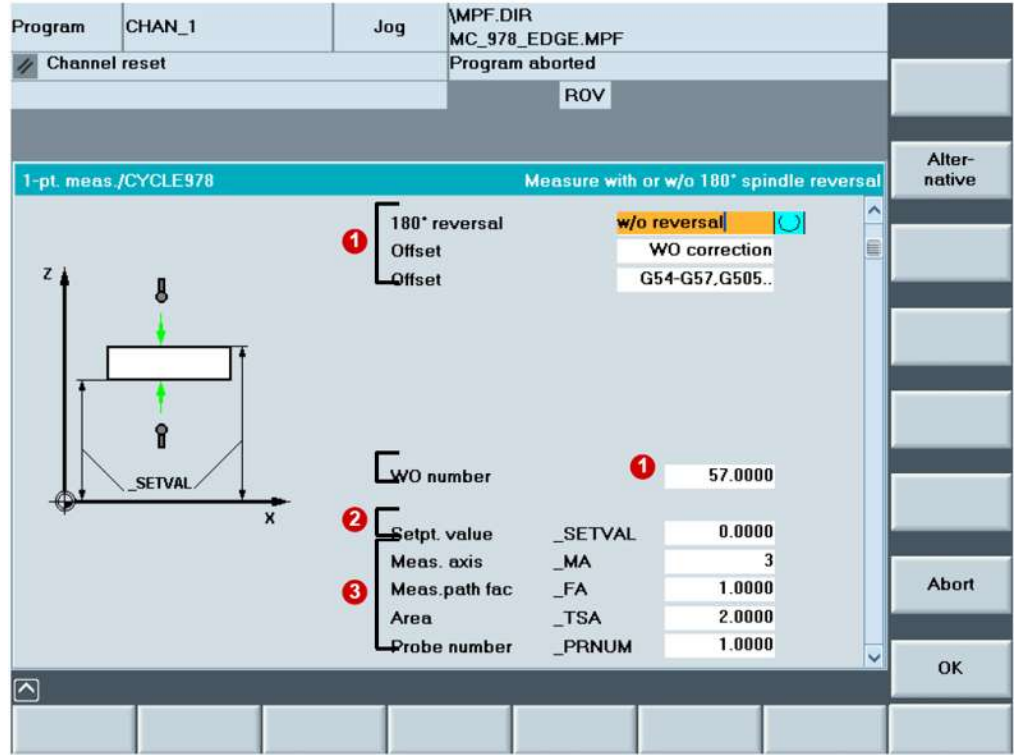 Program CHAN_1 Jog \MPF.DIR
MC_978_EDGE.MPF
Channel reset Program aborted
ROV
Alter-
native
1-pt. meas./CYCLE978 Measure with or w/o 180° spindle reversal
1 180° reversal w/o reversal
Offset WO correction
Offset G54-G57,G505..
Z
_SETVAL
X
WO number 1 57.0000
2 Setpt. value _SETVAL 0.0000
Meas. axis _MA 3
3 Meas.path fac _FA 1.0000
Area _TSA 2.0000
Probe number _PRNUM 1.0000
Abort
OK